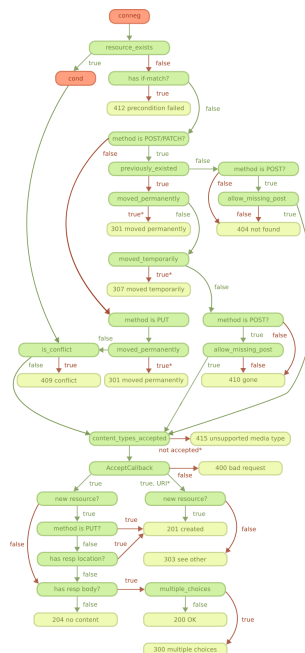 conneg
resource_exists
true
false
cond
has if-match?
true
false
412 precondition failed
method is POST/PATCH?
false
true
previously_existed
false
method is POST?
true
true
moved_permanently
allow_missing_post
false
true*
false
false
true
301 moved permanently
404 not found
moved_temporarily
true*
false
307 moved temporarily
method is PUT
method is POST?
true
true
false
is_conflict
false
moved_permanently
allow_missing_post
false
true
true*
true
false
409 conflict
301 moved permanently
410 gone
content_types_accepted
415 unsupported media type
not accepted*
AcceptCallback
400 bad request
false
true
true, URI*
new resource?
new resource?
true
true
method is PUT?
true
201 created
false
false
false
true
has resp location?
303 see other
false
has resp body?
true
multiple_choices
false
false
204 no content
200 OK
true
300 multiple choices